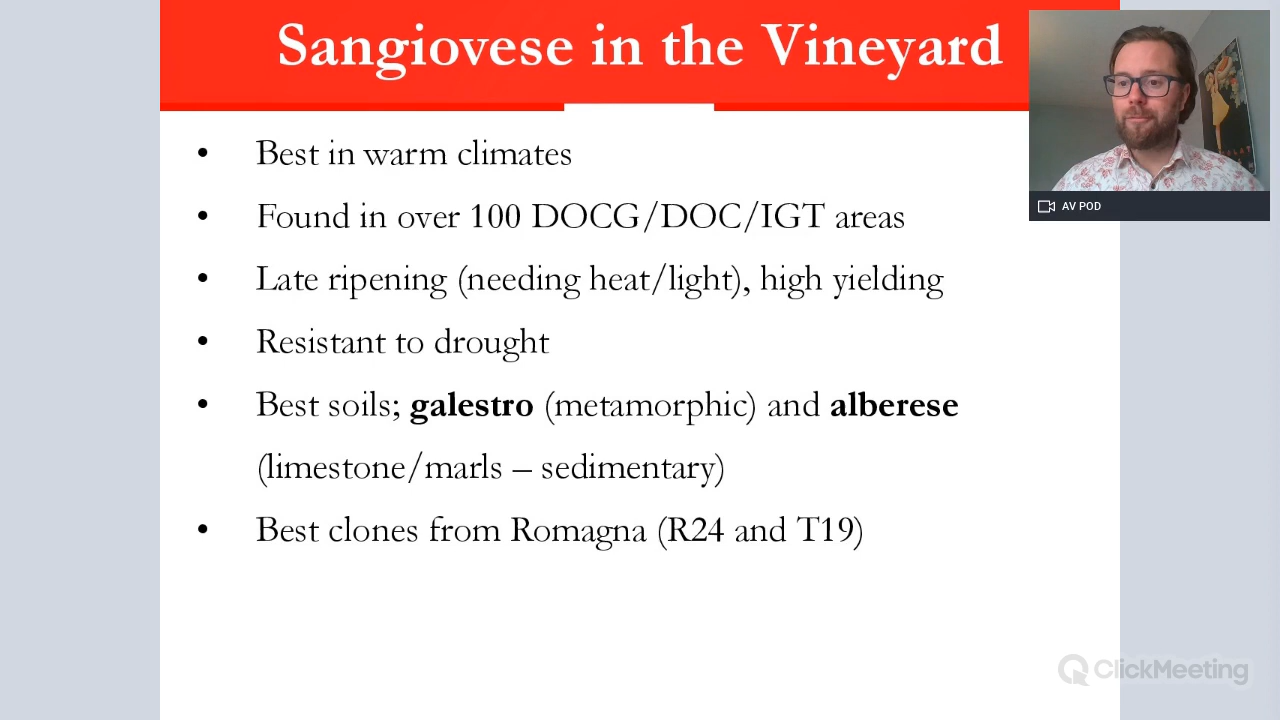 Sangiovese in the Vineyard
• Best in warm climates
• Found in over 100 DOCG/DOC/IGT areas
• Late ripening (needing heat/light), high yielding
• Resistant to drought
• Best soils; galestro (metamorphic) and alberese
(limestone/marls – sedimentary)
• Best clones from Romagna (R24 and T19)
AV POD
ClickMeeting